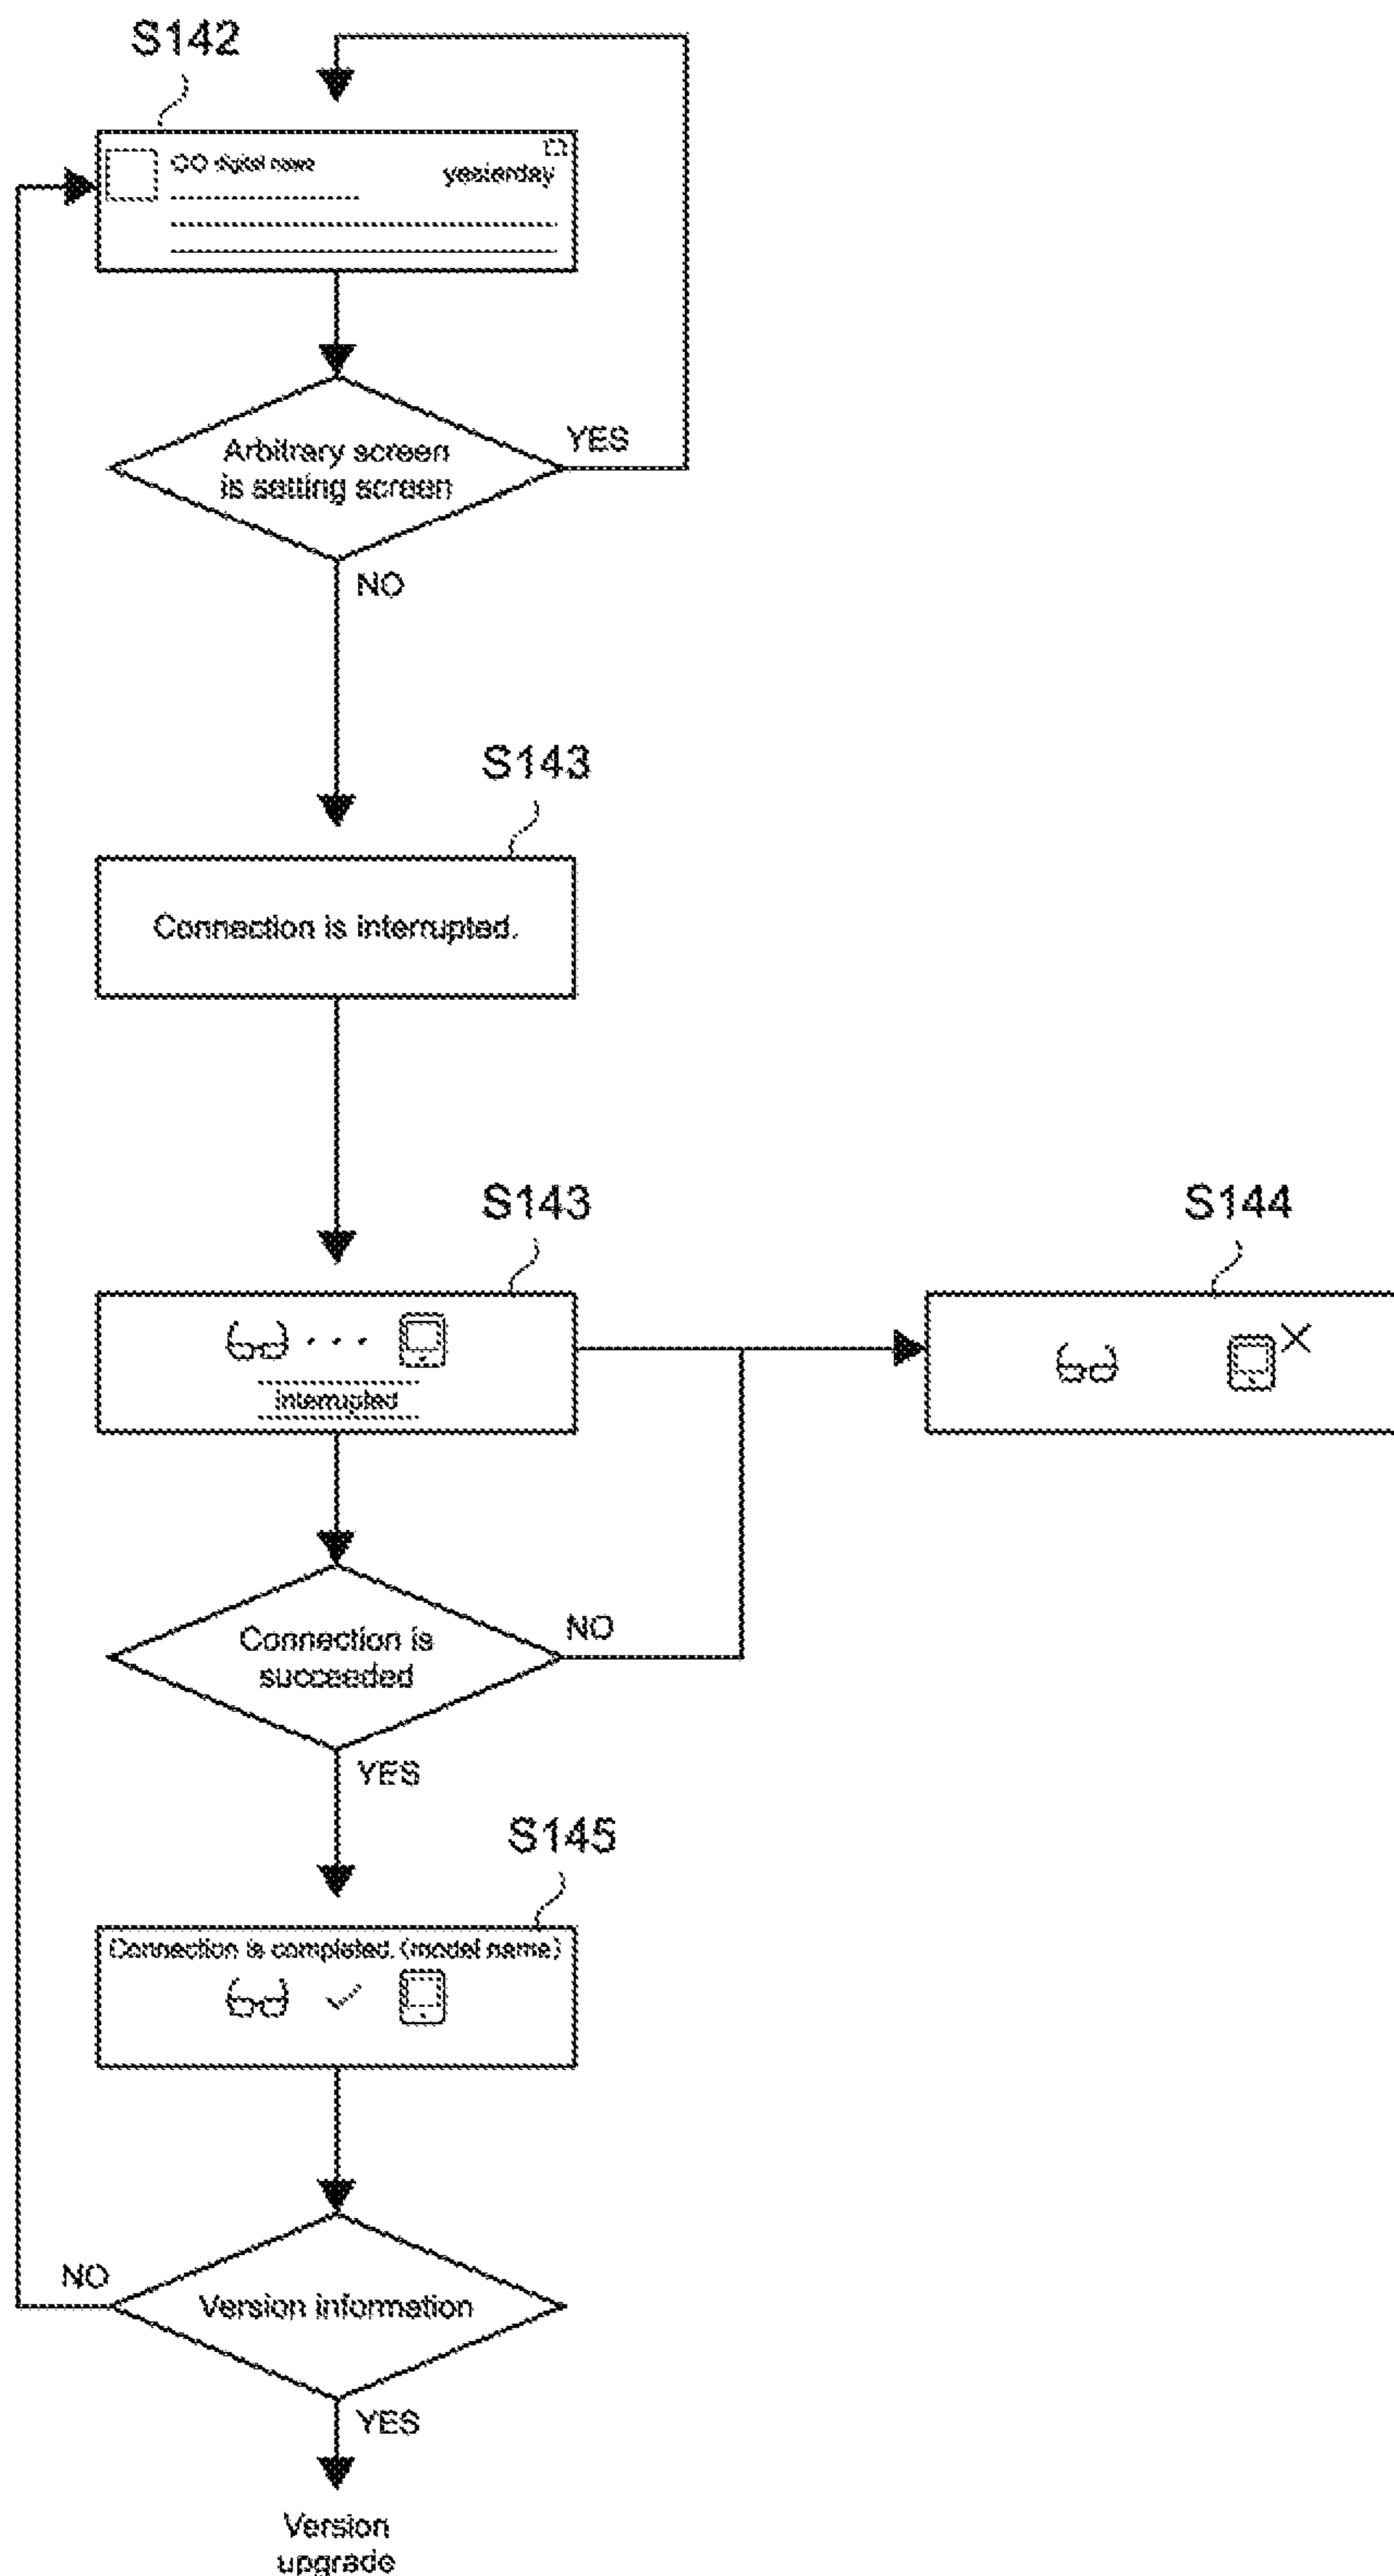 S142
OO digital news
yesterday
Arbitrary screen
is setting screen
YES
NO
S143
Connection is interrupted.
S143
interrupted
S144
Connection is
succeeded
NO
YES
S145
Connection is completed. (model name)
Version information
NO
YES
Version
upgrade